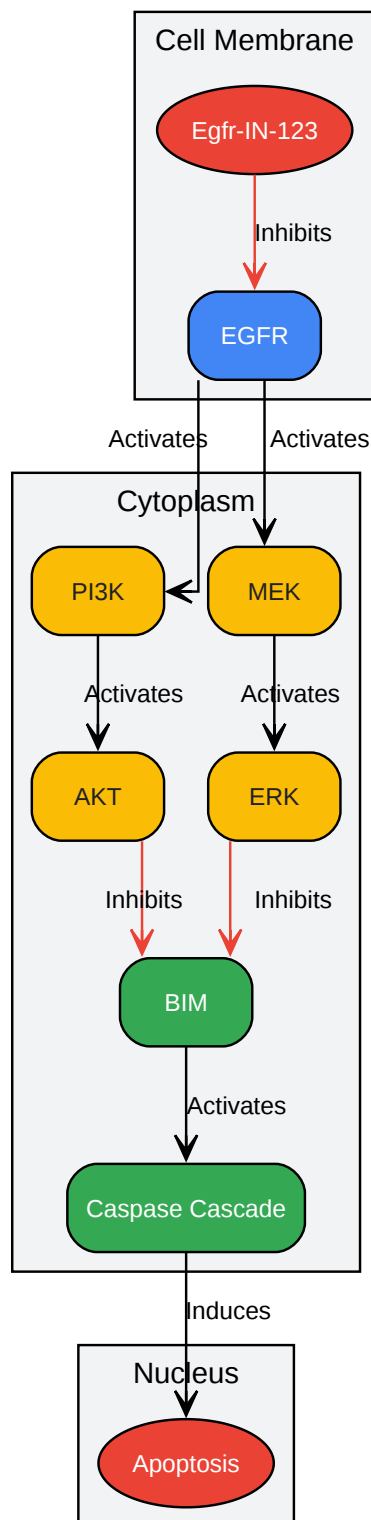 Cell Membrane
Egfr-IN-123
Inhibits
EGFR
Activates
Activates
Cytoplasm
PI3K
MEK
Activates
Activates
AKT
ERK
Inhibits
Inhibits
BIM
Activates
Caspase Cascade
Induces
Nucleus
Apoptosis